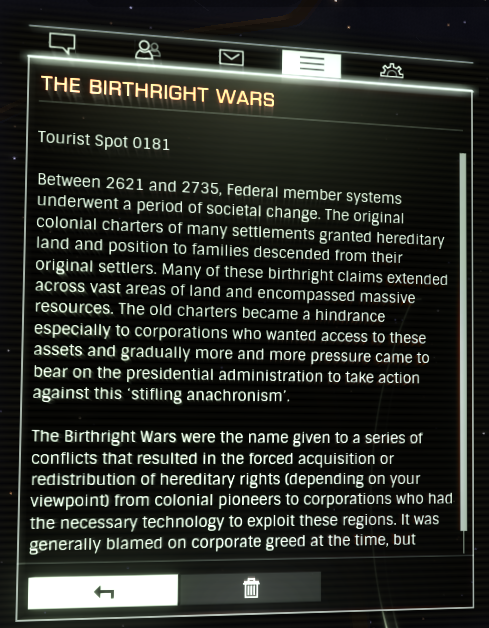 THE BIRTHRIGHT WARS
Tourist Spot 0181
Between 2621 and 2735, Federal member systems
underwent a period of societal change. The original
colonial charters of many settlements granted hereditary
land and position to families descended from their
original settlers. Many of these birthright claims extended
across vast areas of land and encompassed massive
resources. The old charters became a hindrance
especially to corporations who wanted access to these
assets and gradually more and more pressure came to
bear on the presidential administration to take action
against this ‘stifling anachronism’.
The Birthright Wars were the name given to a series of
conflicts that resulted in the forced acquisition or
redistribution of hereditary rights (depending on your
viewpoint) from colonial pioneers to corporations who had
the necessary technology to exploit these regions. It was
generally blamed on corporate greed at the time, but